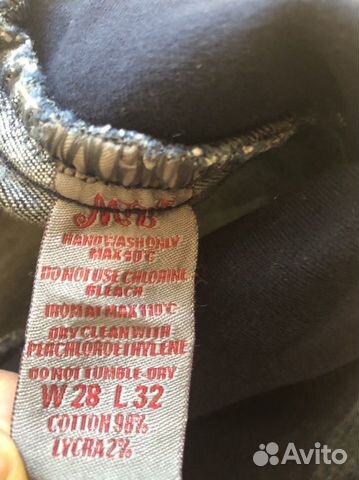 HAND WASH ONLY
MAX 40°C
DO NOT USE CHLORINE
BLEACH
IRON AT MAX 110°C
DRY CLEAN WITH
PERCHLOROETHYLENE
DO NOT TUMBLE-DRY
W 28 L 32
COTTON 98%
LYCRA 2%
Avito